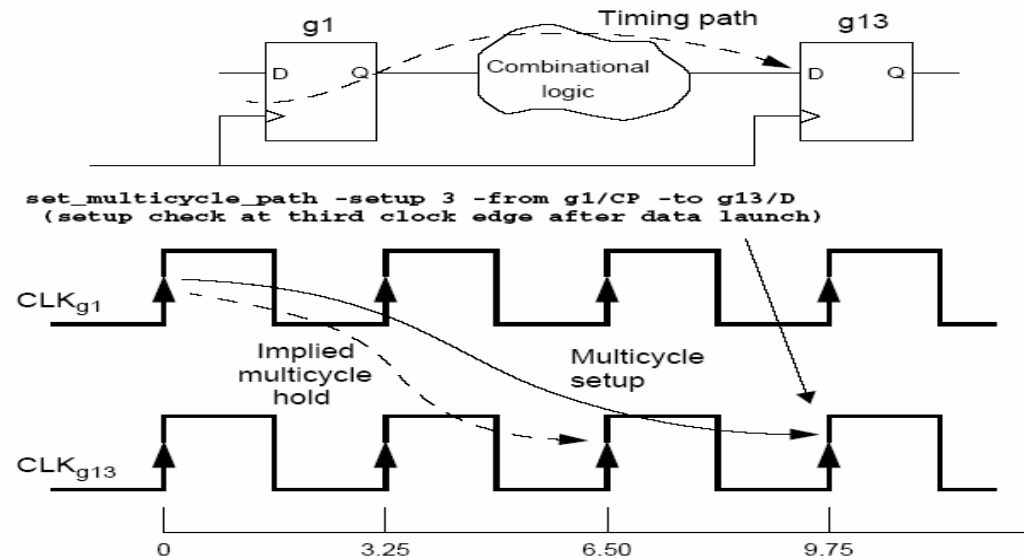 Timing path
g1
g13
D
Q
Combinational
logic
D
Q
set_multicycle_path -setup 3 -from g1/CP -to g13/D
(setup check at third clock edge after data launch)
CLKg1
Implied
multicycle
hold
Multicycle
setup
CLKg13
0
3.25
6.50
9.75